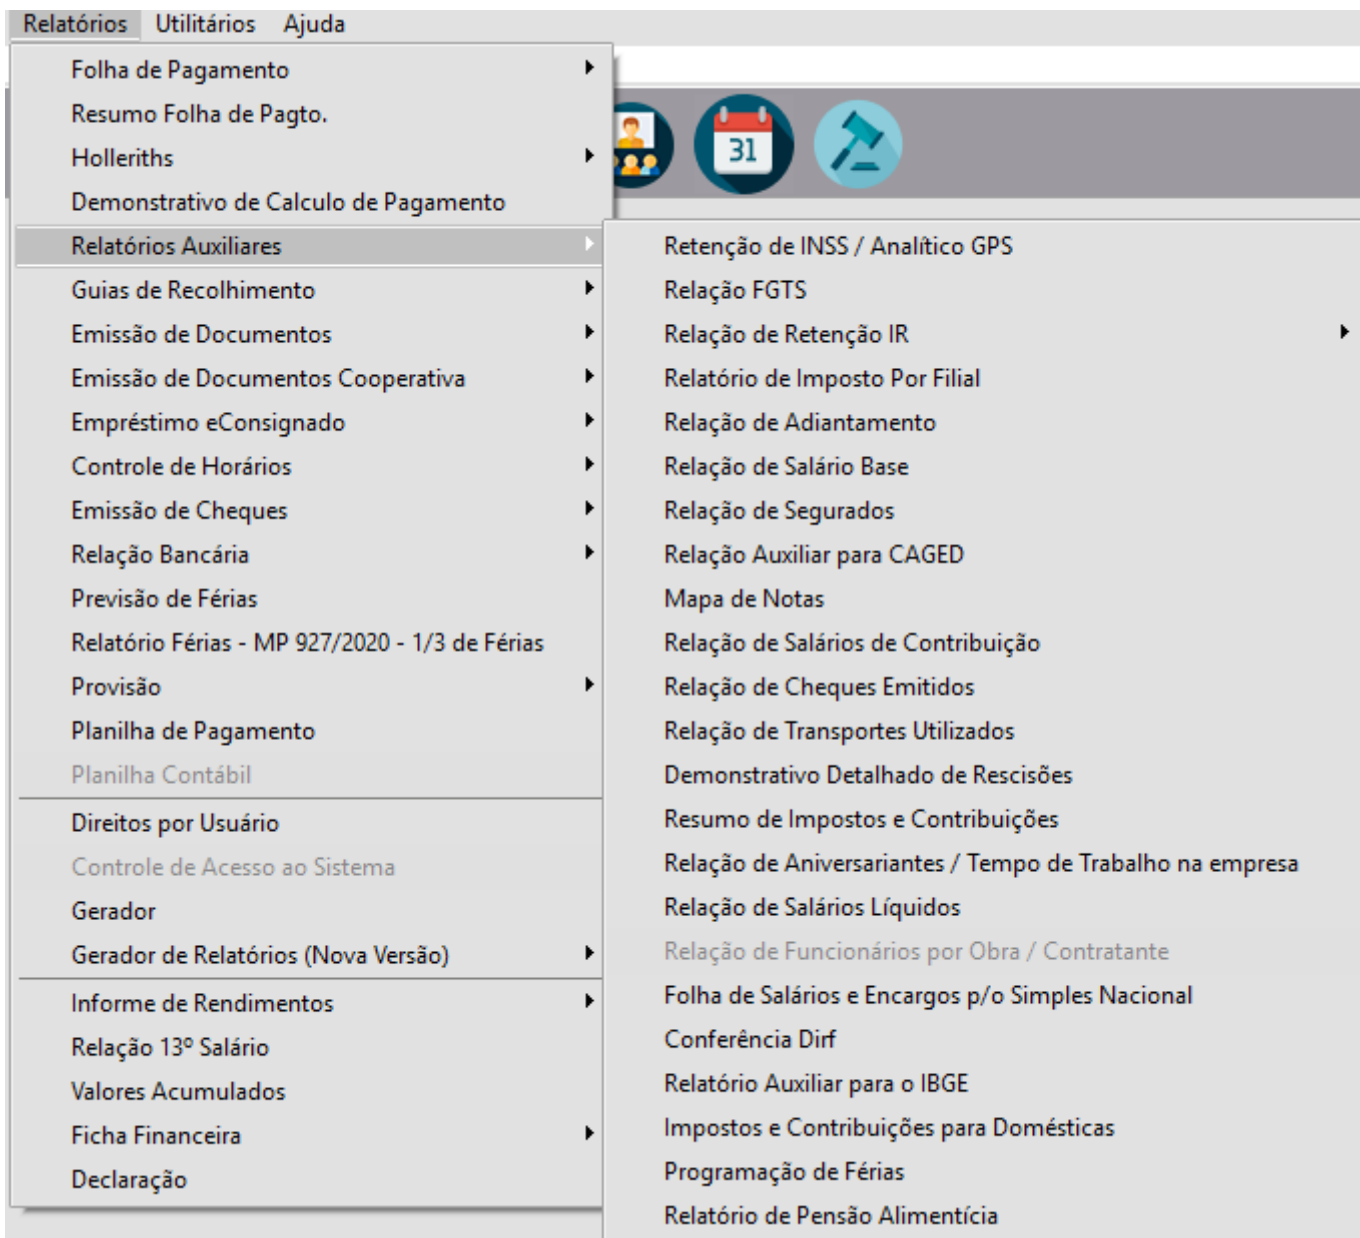 Relatórios Utilitários Ajuda
Folha de Pagamento
Resumo Folha de Pagto.
Holleriths
31
Demonstrativo de Calculo de Pagamento
Relatórios Auxiliares
Guias de Recolhimento
Emissão de Documentos
Emissão de Documentos Cooperativa
Empréstimo eConsignado
Controle de Horários
Emissão de Cheques
Relação Bancária
Previsão de Férias
Relatório Férias - MP 927/2020 - 1/3 de Férias
Provisão
Planilha de Pagamento
Planilha Contábil
Direitos por Usuário
Controle de Acesso ao Sistema
Gerador
Gerador de Relatórios (Nova Versão)
Informe de Rendimentos
Relação 13º Salário
Valores Acumulados
Ficha Financeira
Declaração
Retenção de INSS / Analítico GPS
Relação FGTS
Relação de Retenção IR
Relatório de Imposto Por Filial
Relação de Adiantamento
Relação de Salário Base
Relação de Segurados
Relação Auxiliar para CAGED
Mapa de Notas
Relação de Salários de Contribuição
Relação de Cheques Emitidos
Relação de Transportes Utilizados
Demonstrativo Detalhado de Rescisões
Resumo de Impostos e Contribuições
Relação de Aniversariantes / Tempo de Trabalho na empresa
Relação de Salários Líquidos
Relação de Funcionários por Obra / Contratante
Folha de Salários e Encargos p/o Simples Nacional
Conferência Dirf
Relatório Auxiliar para o IBGE
Impostos e Contribuições para Domésticas
Programação de Férias
Relatório de Pensão Alimentícia